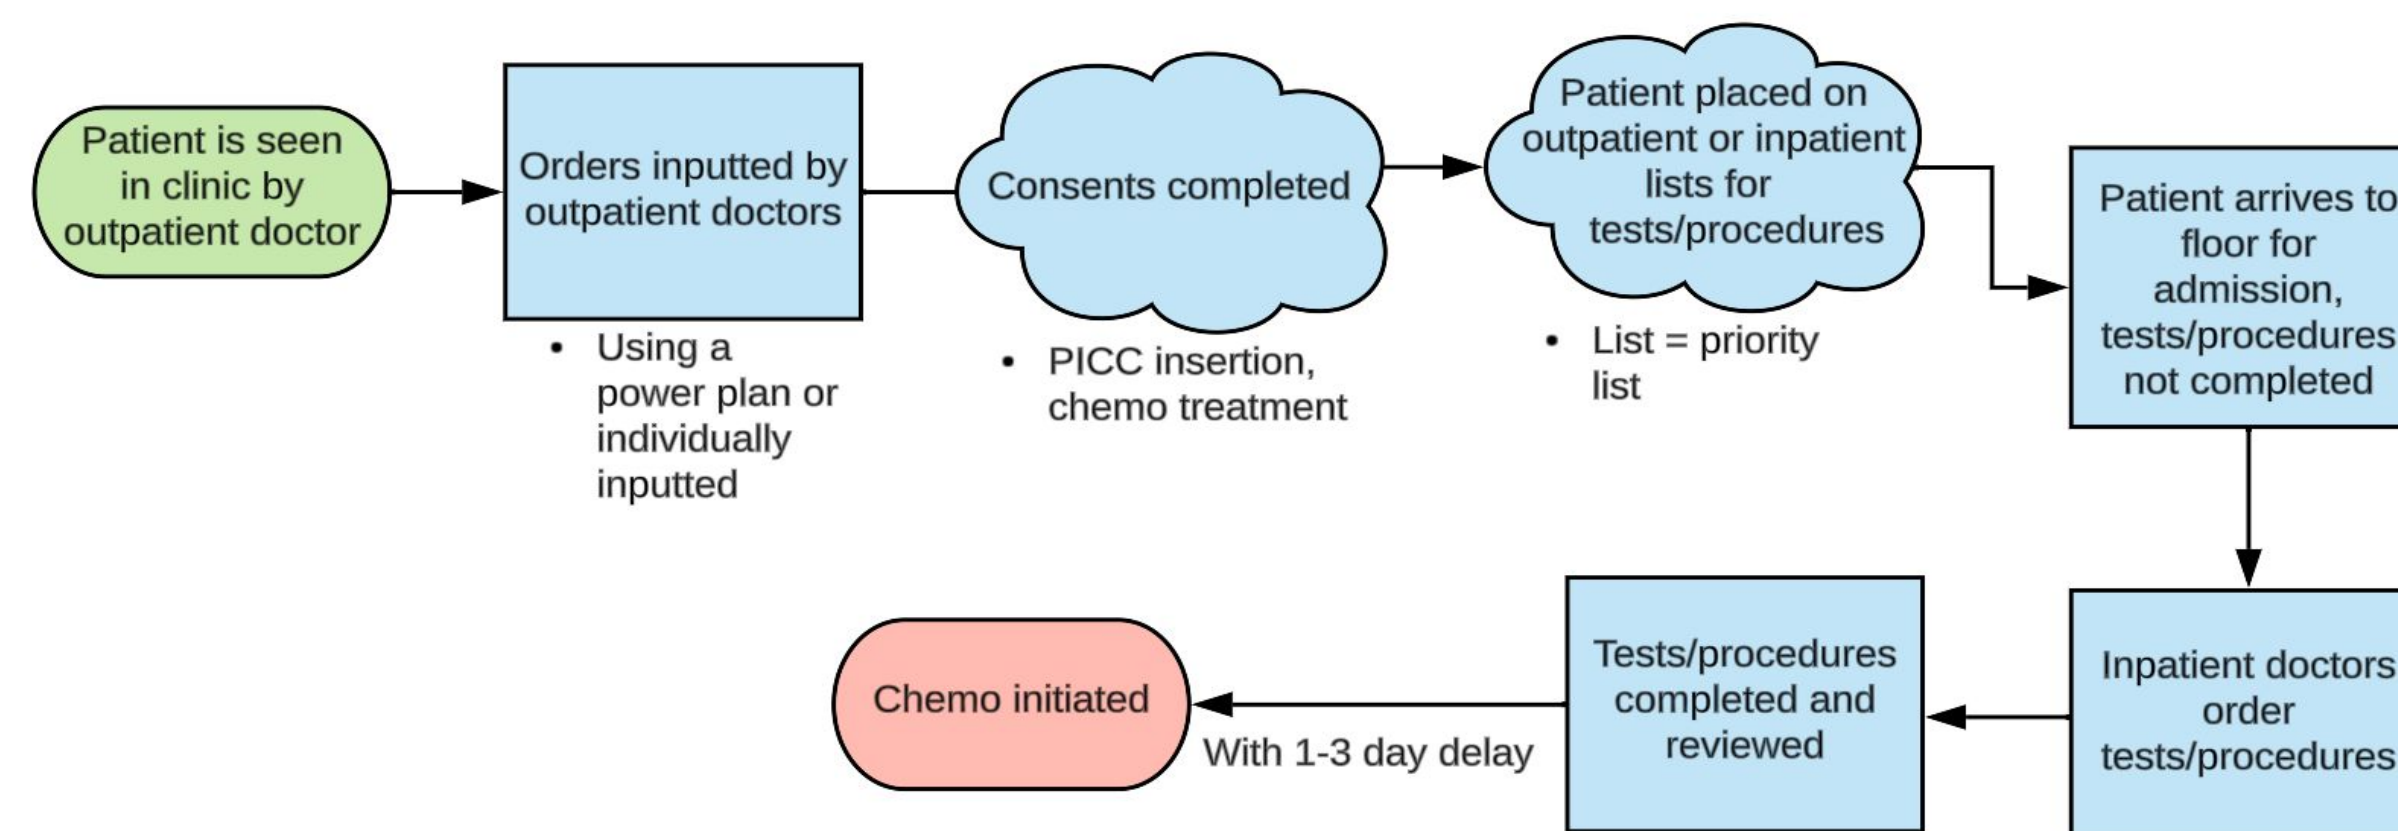 Patient is seen
in clinic by
outpatient doctor
Orders inputted by
outpatient doctors
• Using a
power plan or
individually
inputted
Consents completed
• PICC insertion,
chemo treatment
Patient placed on
outpatient or inpatient
lists for
tests/procedures
• List = priority
list
Patient arrives to
floor for
admission,
tests/procedures
not completed
Inpatient doctors
order
tests/procedures
Tests/procedures
completed and
reviewed
With 1-3 day delay
Chemo initiated